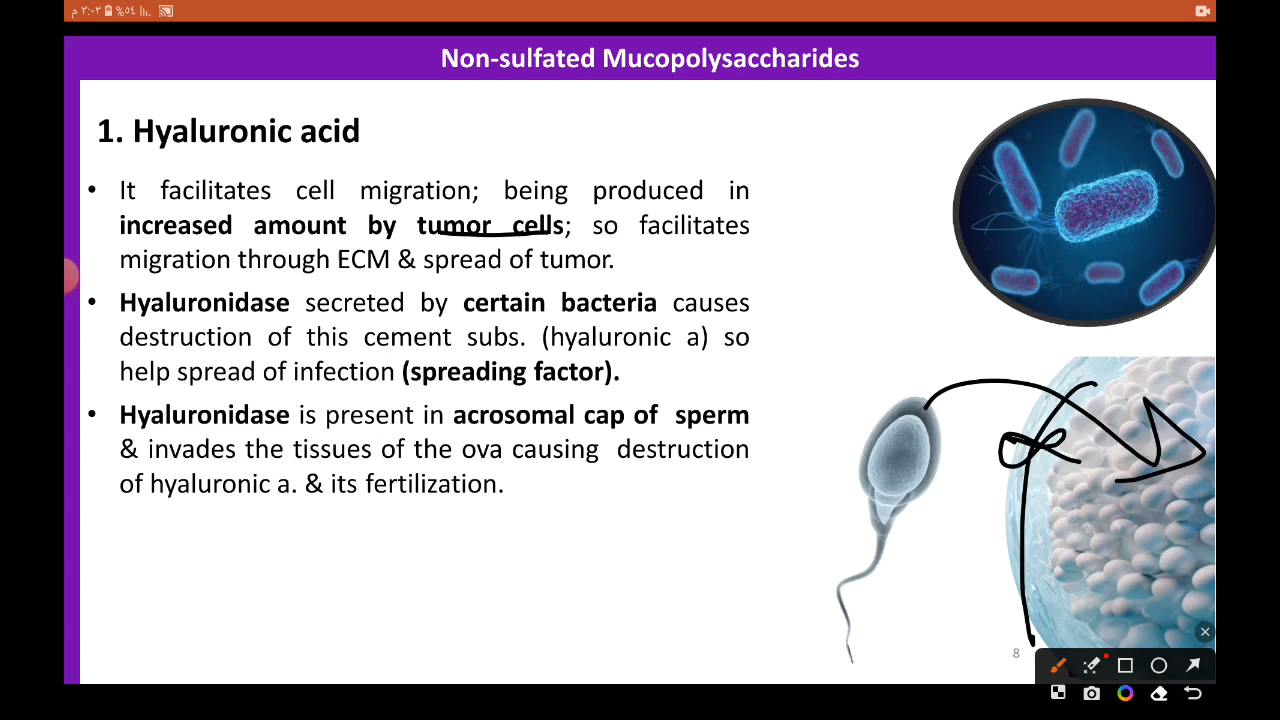 م ٣:٠٣ %٥٤
Non-sulfated Mucopolysaccharides
1. Hyaluronic acid
• It facilitates cell migration; being produced in
increased amount by tumor cells; so facilitates
migration through ECM & spread of tumor.
• Hyaluronidase secreted by certain bacteria causes
destruction of this cement subs. (hyaluronic a) so
help spread of infection (spreading factor).
• Hyaluronidase is present in acrosomal cap of sperm
& invades the tissues of the ova causing destruction
of hyaluronic a. & its fertilization.
8